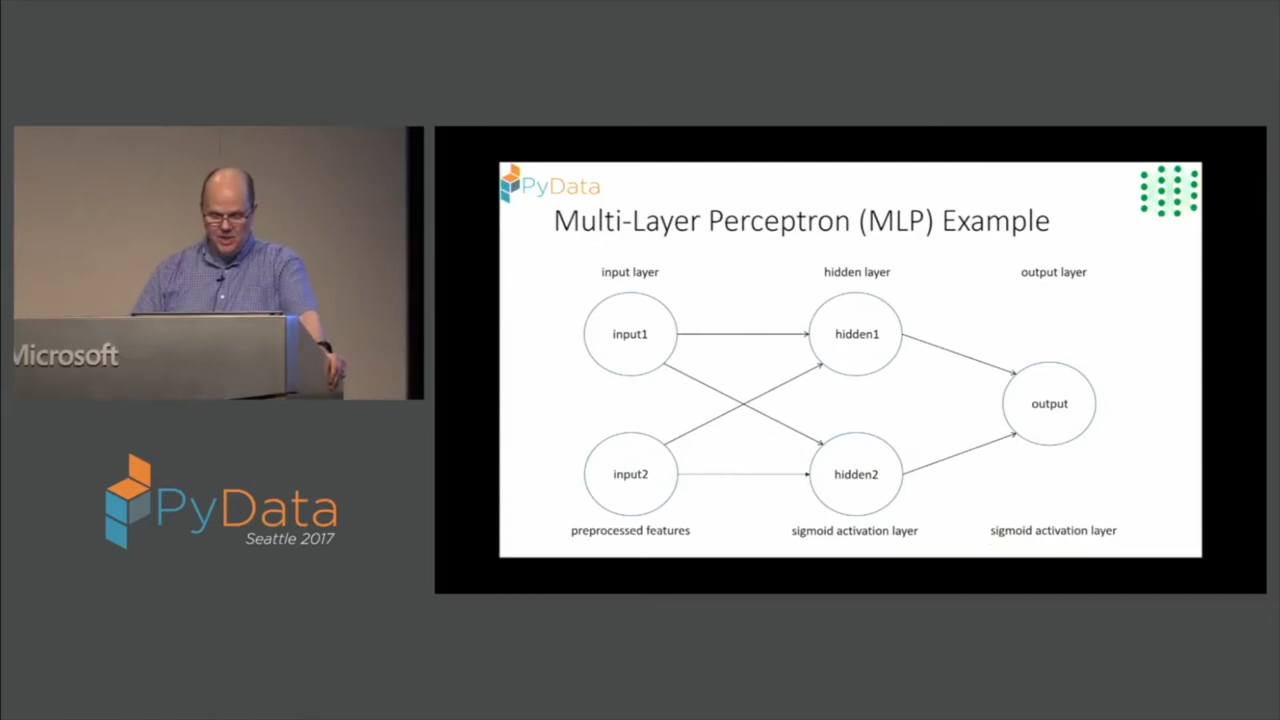 Microsoft
PyData
Seattle 2017
PyData
Multi-Layer Perceptron (MLP) Example
input layer
hidden layer
output layer
input1
hidden1
output
input2
hidden2
preprocessed features
sigmoid activation layer
sigmoid activation layer